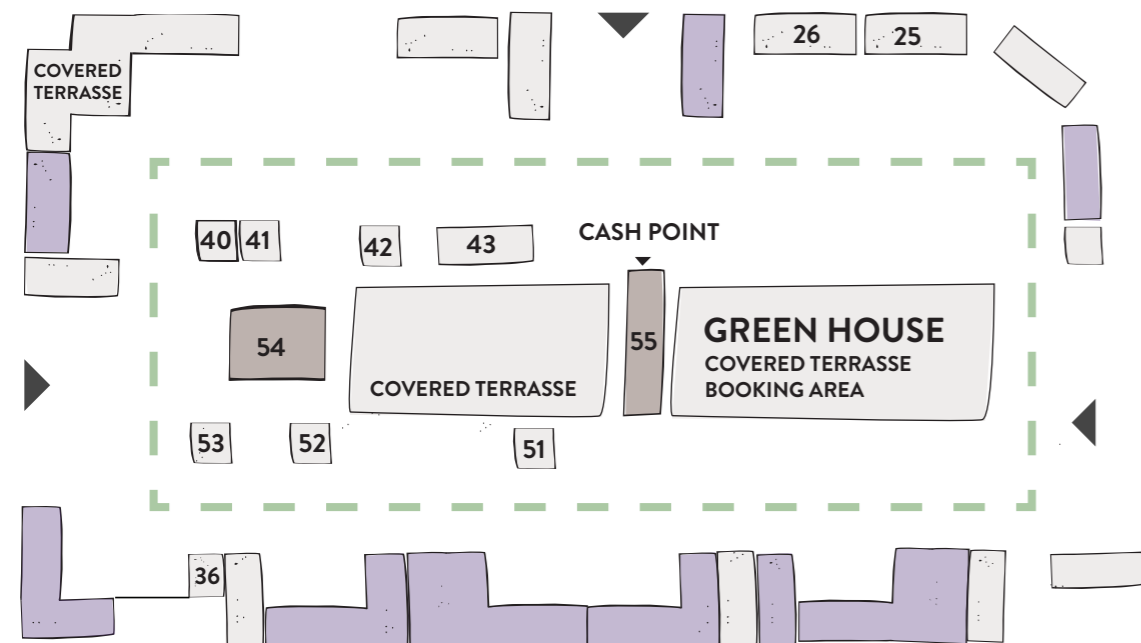 26
25
COVERED
TERRASSE
40
41
42
43
CASH POINT
54
COVERED TERRASSE
55
GREEN HOUSE
COVERED TERRASSE
BOOKING AREA
53
52
51
36